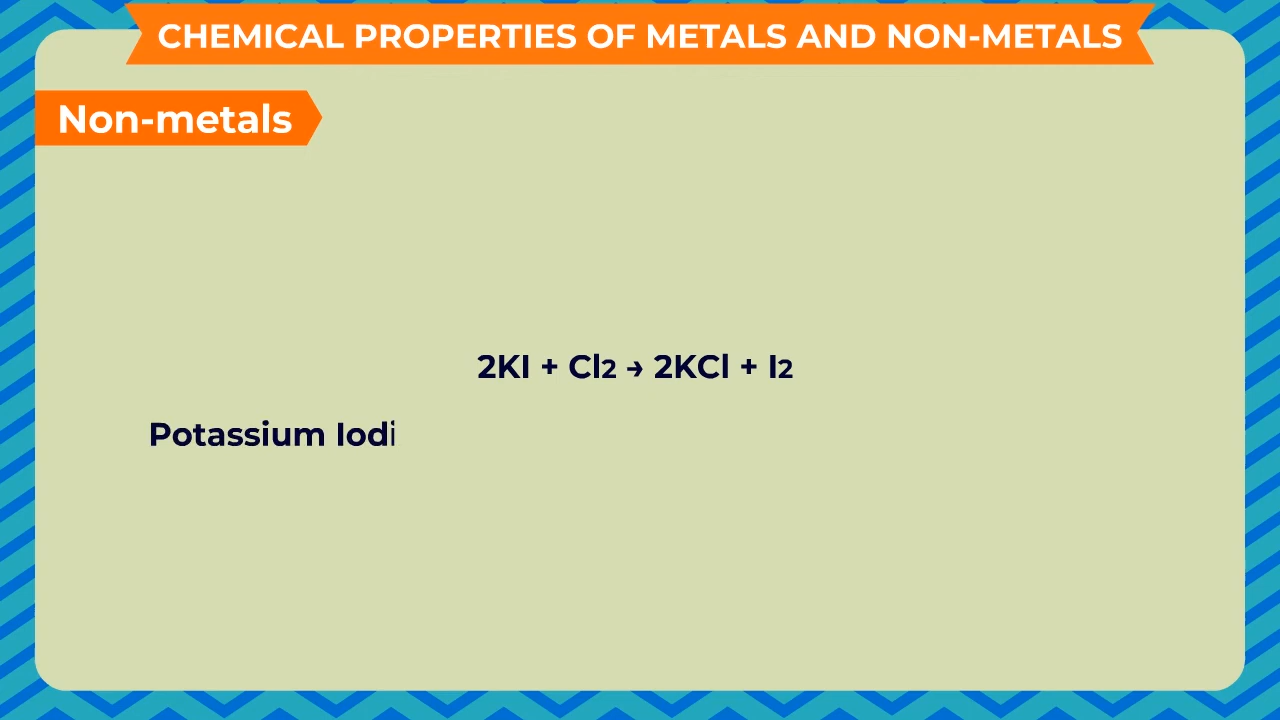 CHEMICAL PROPERTIES OF METALS AND NON-METALS
Non-metals
2KI + Cl2 → 2KCl + I2
Potassium Iodi